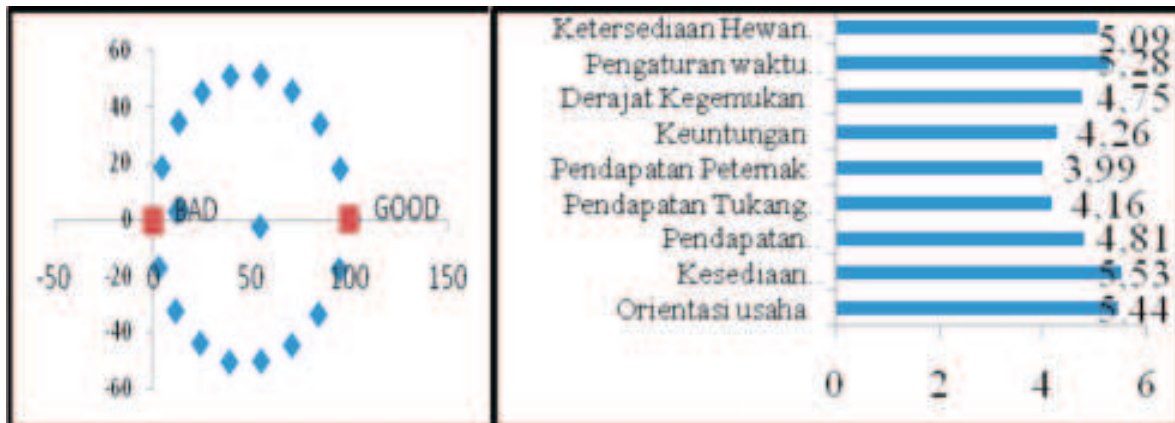 60
40
20
0
BAD
GOOD
-50
0
50
100
150
-20
-40
-60
Ketersediaan Hewan 5.09
Pengaturan waktu 5.28
Derajat Kegemukan 4.75
Keuntungan 4.26
Pendapatan Peternak 3.99
Pendapatan Tukang 4.16
Pendapatan 4.81
Kesediaan 5.53
Orientasi usaha 5.44
0 2 4 6